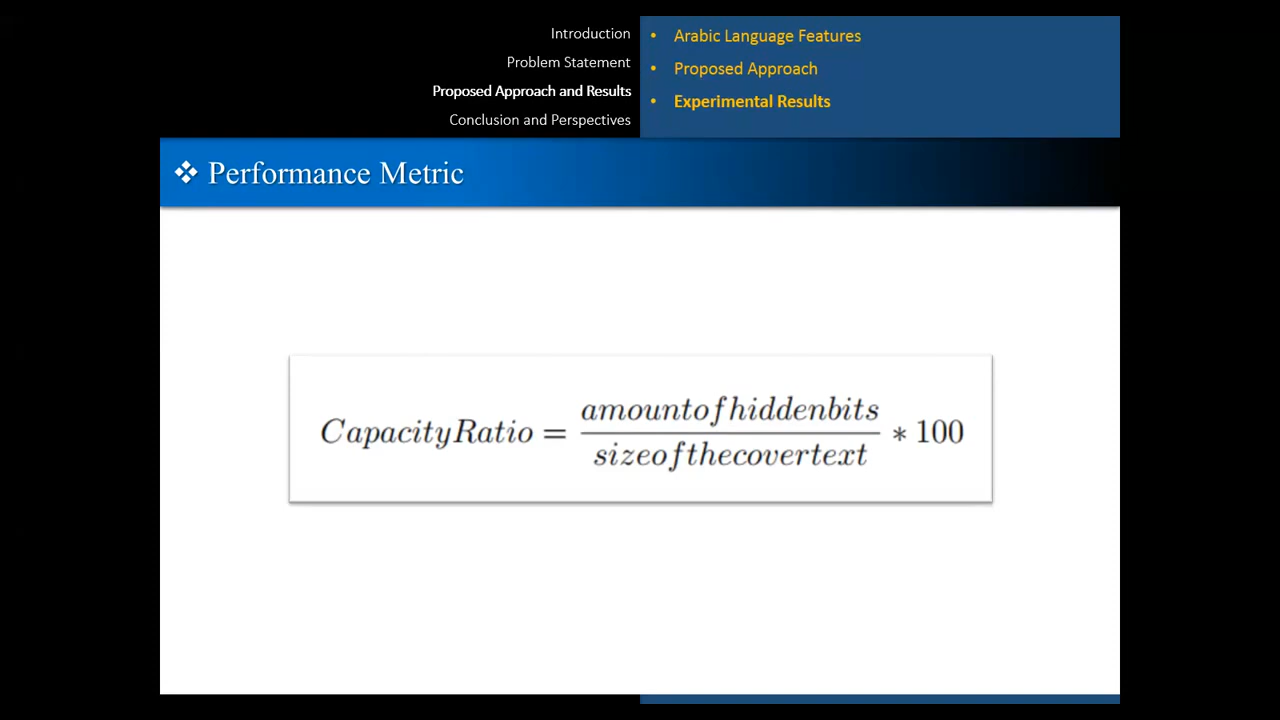 Introduction
Problem Statement
Proposed Approach and Results
Conclusion and Perspectives
• Arabic Language Features
• Proposed Approach
• Experimental Results
❖ Performance Metric
CapacityRatio = amountofhiddenbits / sizeofthecovertext * 100